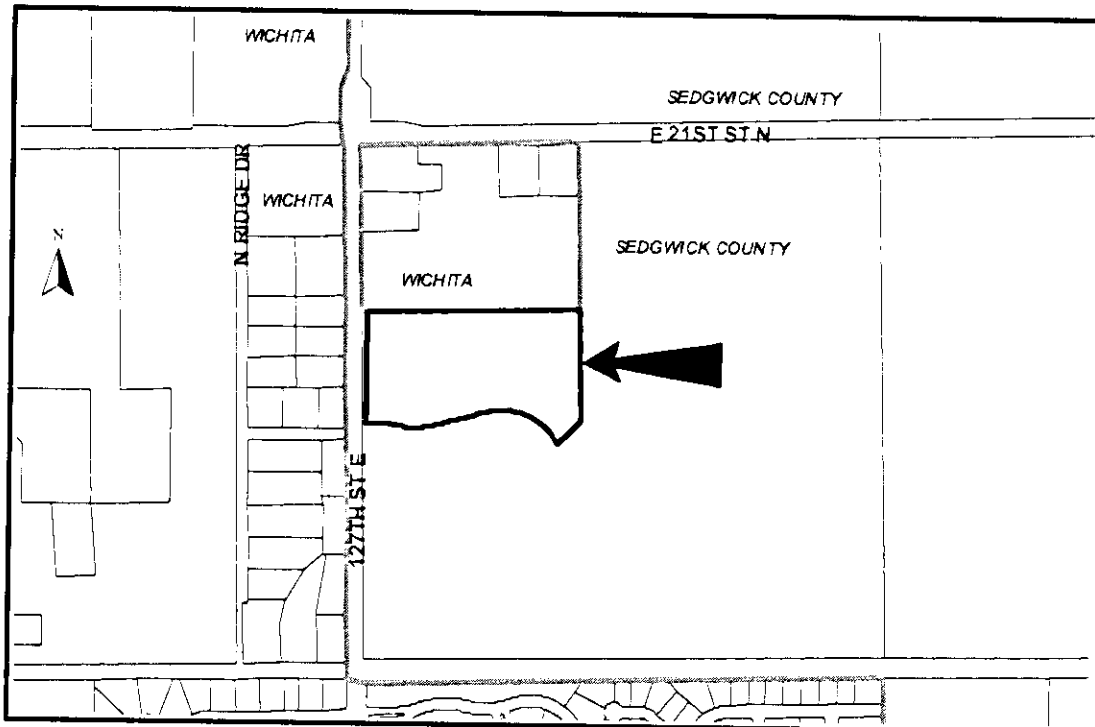 WICHITA
SEDGWICK COUNTY
E 21ST ST N
N RIDGE DR
WICHITA
SEDGWICK COUNTY
WICHITA
N
127TH ST E